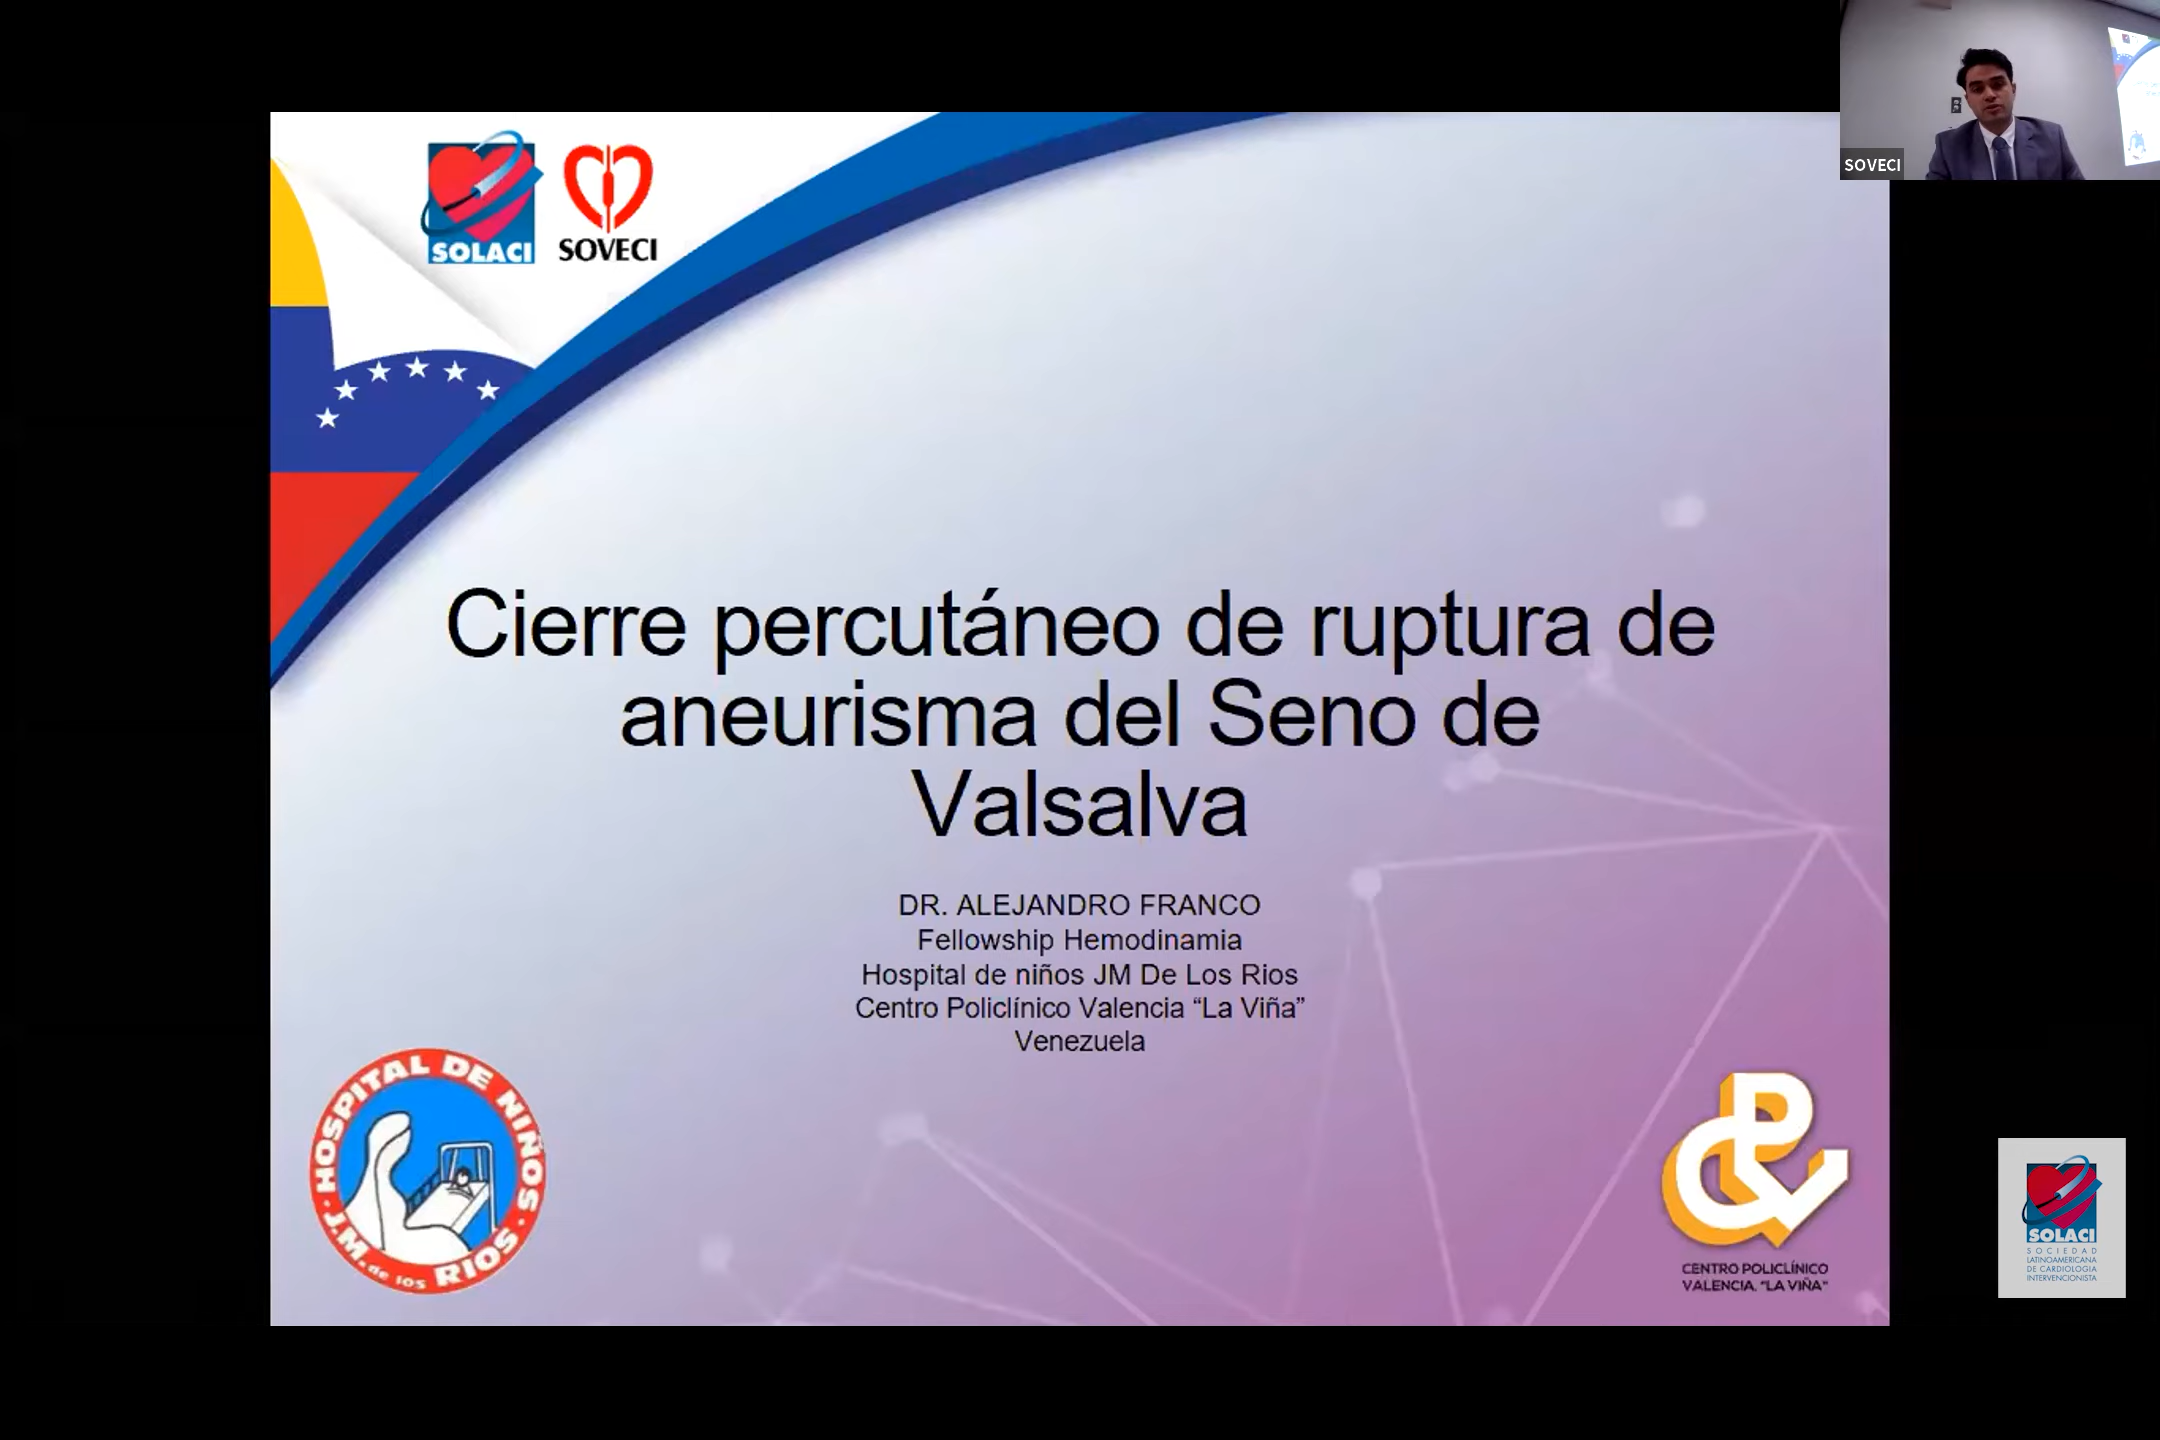 SOVECI
SOLACI
SOVECI
Cierre percutáneo de ruptura de
aneurisma del Seno de
Valsalva
DR. ALEJANDRO FRANCO
Fellowship Hemodinamia
Hospital de niños JM De Los Rios
Centro Policlínico Valencia “La Viña”
Venezuela
HOSPITAL DE NIÑOS
J.M. de los RIOS
CENTRO POLICLÍNICO
VALENCIA. "LA VIÑA"
SOLACI
SOCIEDAD
LATINOAMERICANA
DE CARDIOLOGIA
INTERVENCIONISTA